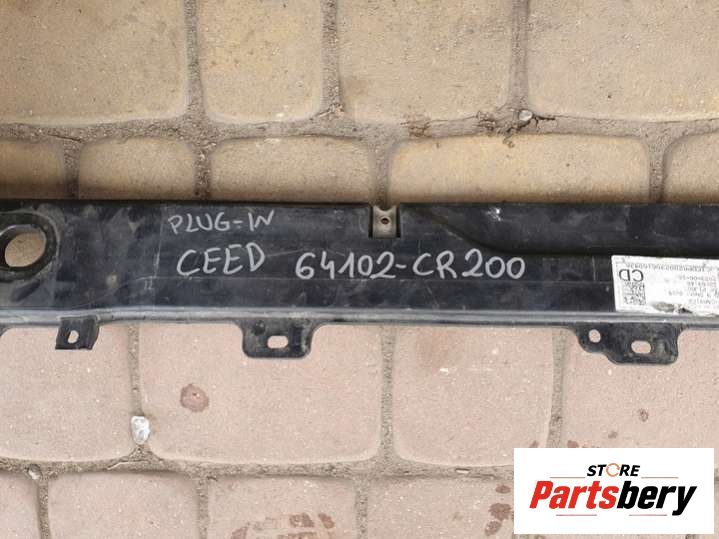 PLUG-IN
CEED 64102-CR200
CD
STORE
Partsbery